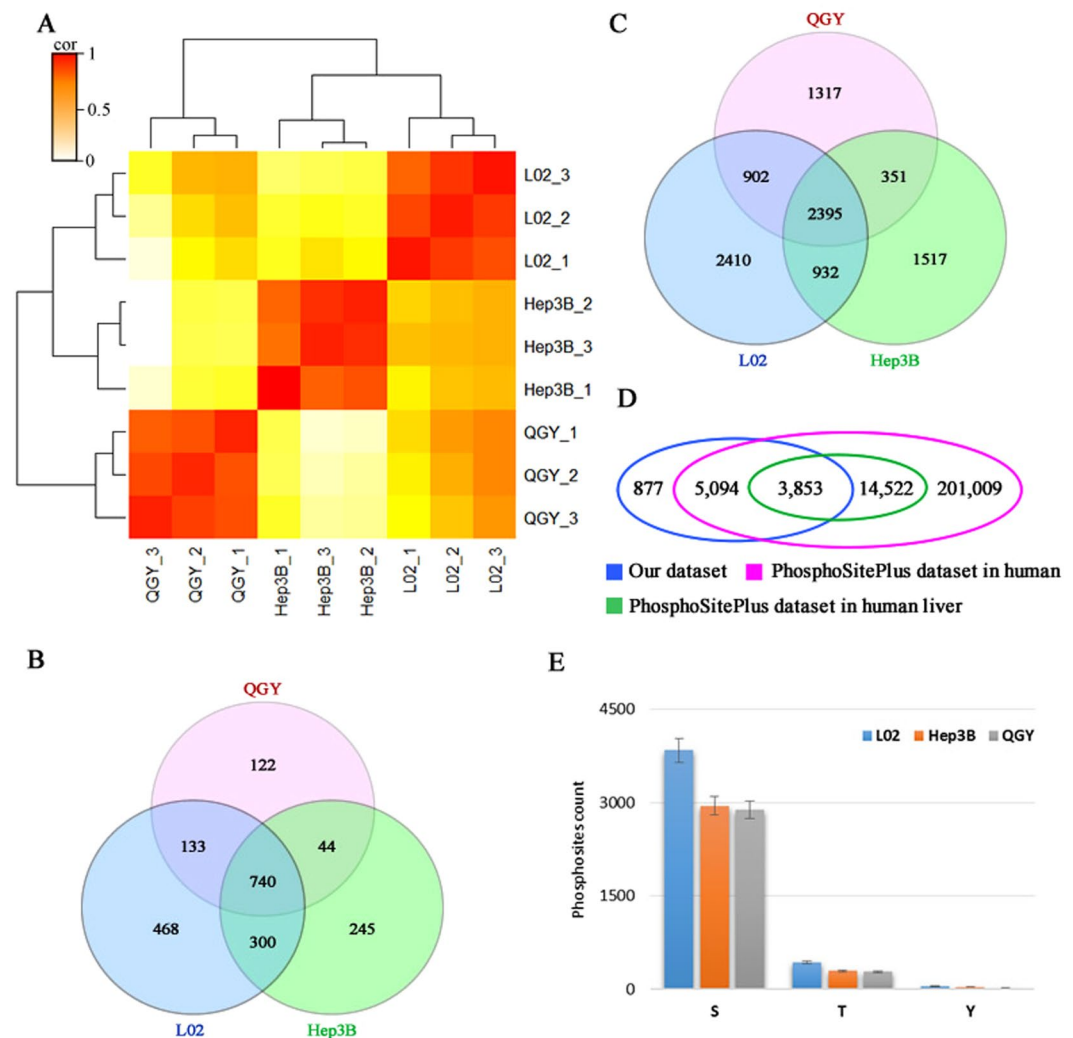 A
cor
1
0.5
0
L02_3
L02_2
L02_1
Hep3B_2
Hep3B_3
Hep3B_1
QGY_1
QGY_2
QGY_3
QGY_3
QGY_2
QGY_1
Hep3B_1
Hep3B_3
Hep3B_2
L02_1
L02_2
L02_3
B
QGY
122
133
44
740
468
300
245
L02
Hep3B
C
QGY
1317
902
351
2395
2410
932
1517
L02
Hep3B
D
877 5,094 3,853 14,522 201,009
Our dataset PhosphoSitePlus dataset in human
PhosphoSitePlus dataset in human liver
E
Phosphosites count
4500
3000
1500
0
L02 Hep3B QGY
S T Y